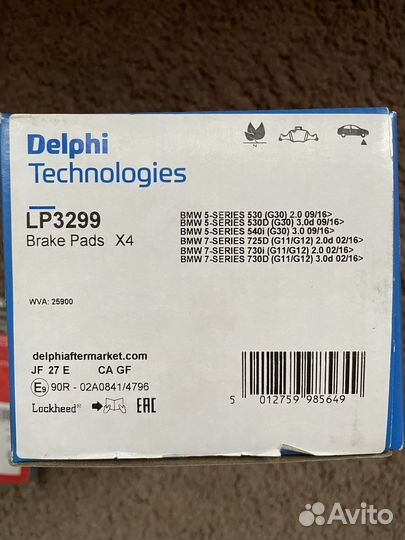 Delphi
Technologies
N
LP3299
Brake Pads X4
BMW 5-SERIES 530 (G30) 2.0 09/16>
BMW 5-SERIES 530D (G30) 3.0d 09/16>
BMW 5-SERIES 540i (G30) 3.0 09/16>
BMW 7-SERIES 725D (G11/G12) 2.0d 02/16>
BMW 7-SERIES 730i (G11/G12) 2.0 02/16>
BMW 7-SERIES 730D (G11/G12) 3.0d 02/16>
WVA: 25900
delphiaftermarket.com
JF 27 E CA GF
E9 90R - 02A0841/4796
Lockheed EAC
5 012759 985649
Avito